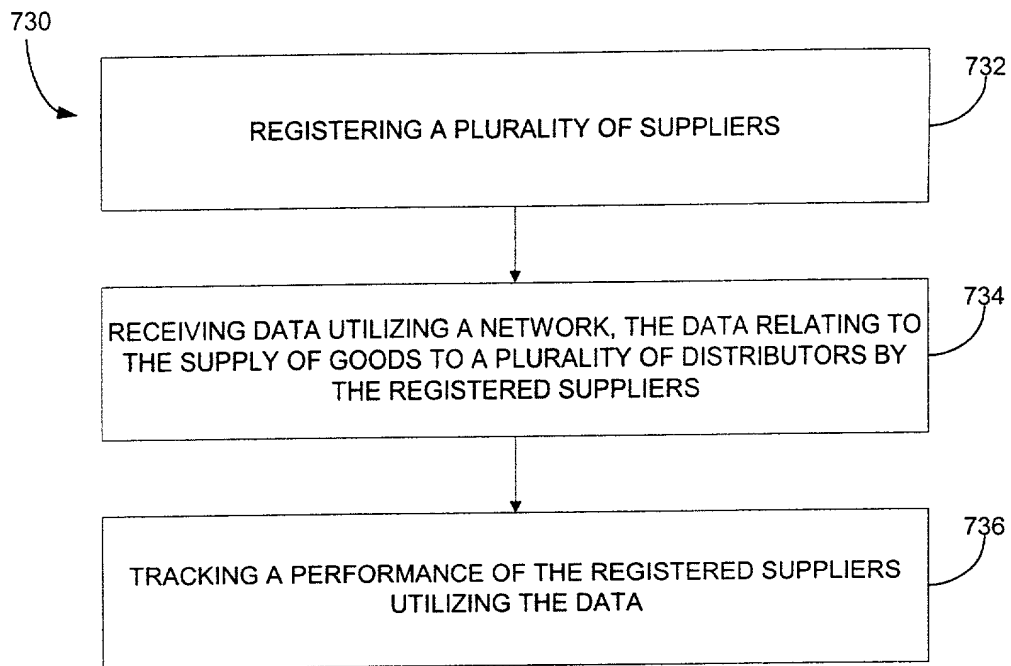 730
732
REGISTERING A PLURALITY OF SUPPLIERS
734
RECEIVING DATA UTILIZING A NETWORK, THE DATA RELATING TO
THE SUPPLY OF GOODS TO A PLURALITY OF DISTRIBUTORS BY
THE REGISTERED SUPPLIERS
736
TRACKING A PERFORMANCE OF THE REGISTERED SUPPLIERS
UTILIZING THE DATA